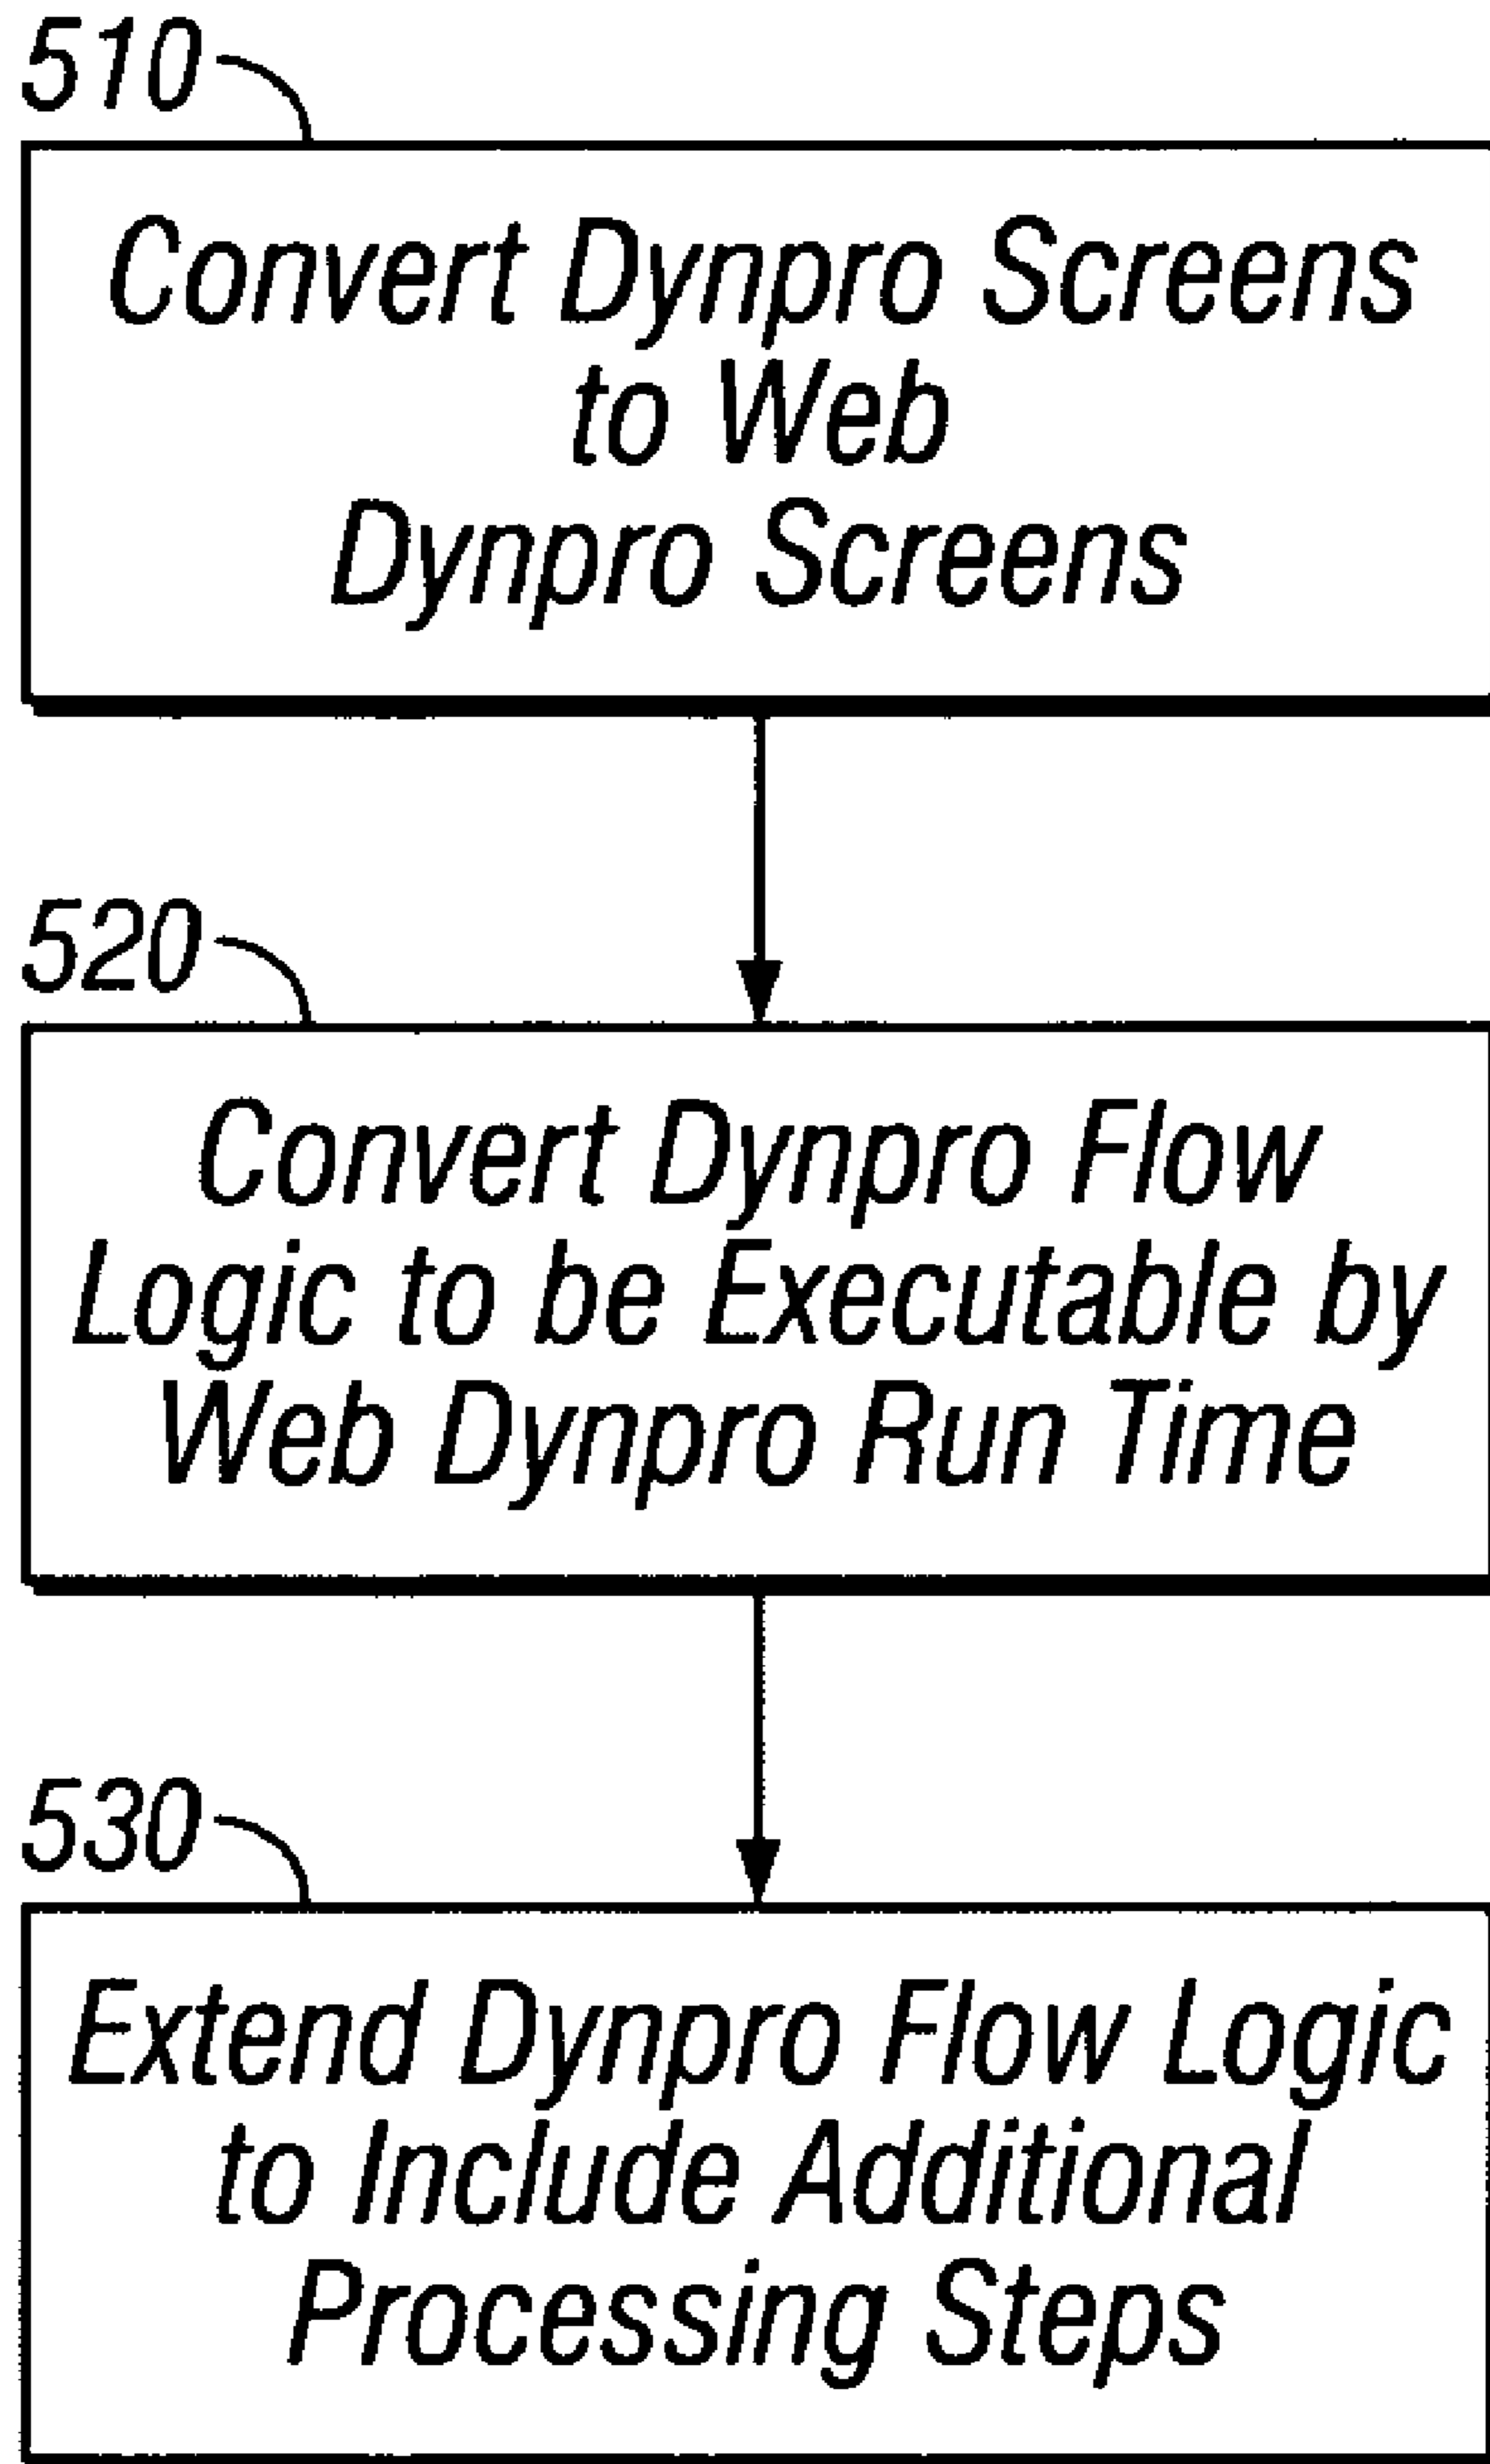 510
Convert Dynpro Screens
to Web
Dynpro Screens
520
Convert Dynpro Flow
Logic to be Executable by
Web Dynpro Run Time
530
Extend Dynpro Flow Logic
to Include Additional
Processing Steps